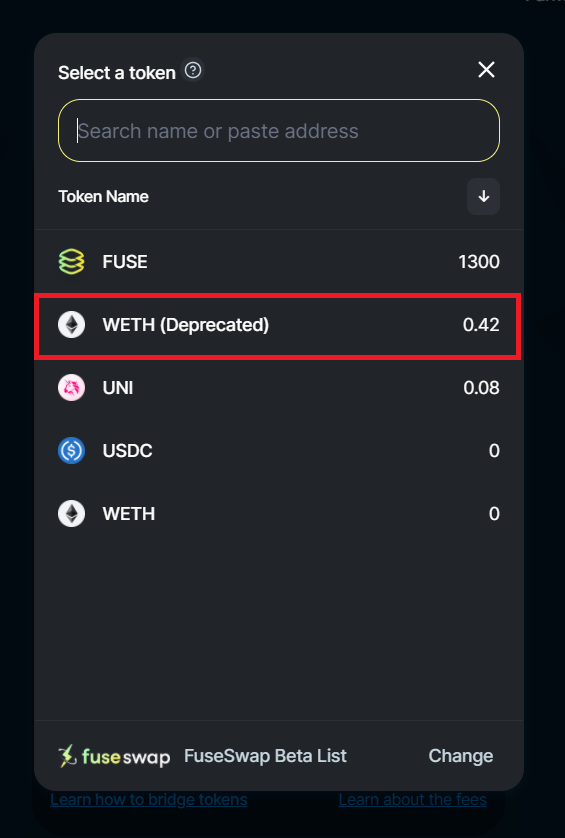 Select a token ?
Search name or paste address
Token Name
FUSE 1300
WETH (Deprecated) 0.42
UNI 0.08
USDC 0
WETH 0
fuseswap FuseSwap Beta List Change
Learn how to bridge tokens Learn about the fees